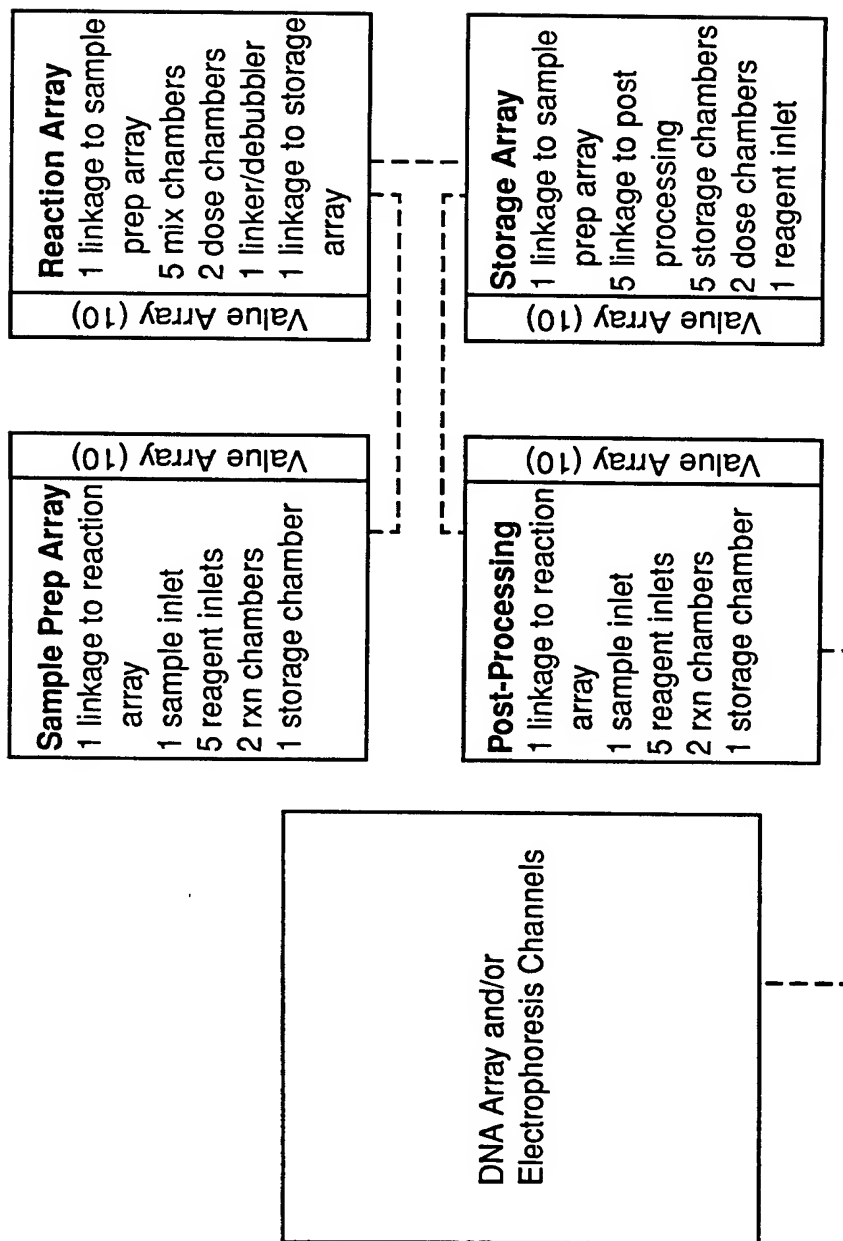 Sample Prep Array
1 linkage to reaction
array
1 sample inlet
5 reagent inlets
2 rxn chambers
1 storage chamber
Value Array (10)
Value Array (10)
Reaction Array
1 linkage to sample
prep array
5 mix chambers
2 dose chambers
1 linker/debubbler
1 linkage to storage
array
DNA Array and/or
Electrophoresis Channels
Post-Processing
1 linkage to reaction
array
1 sample inlet
5 reagent inlets
2 rxn chambers
1 storage chamber
Value Array (10)
Value Array (10)
Storage Array
1 linkage to sample
prep array
5 linkage to post
processing
5 storage chambers
2 dose chambers
1 reagent inlet